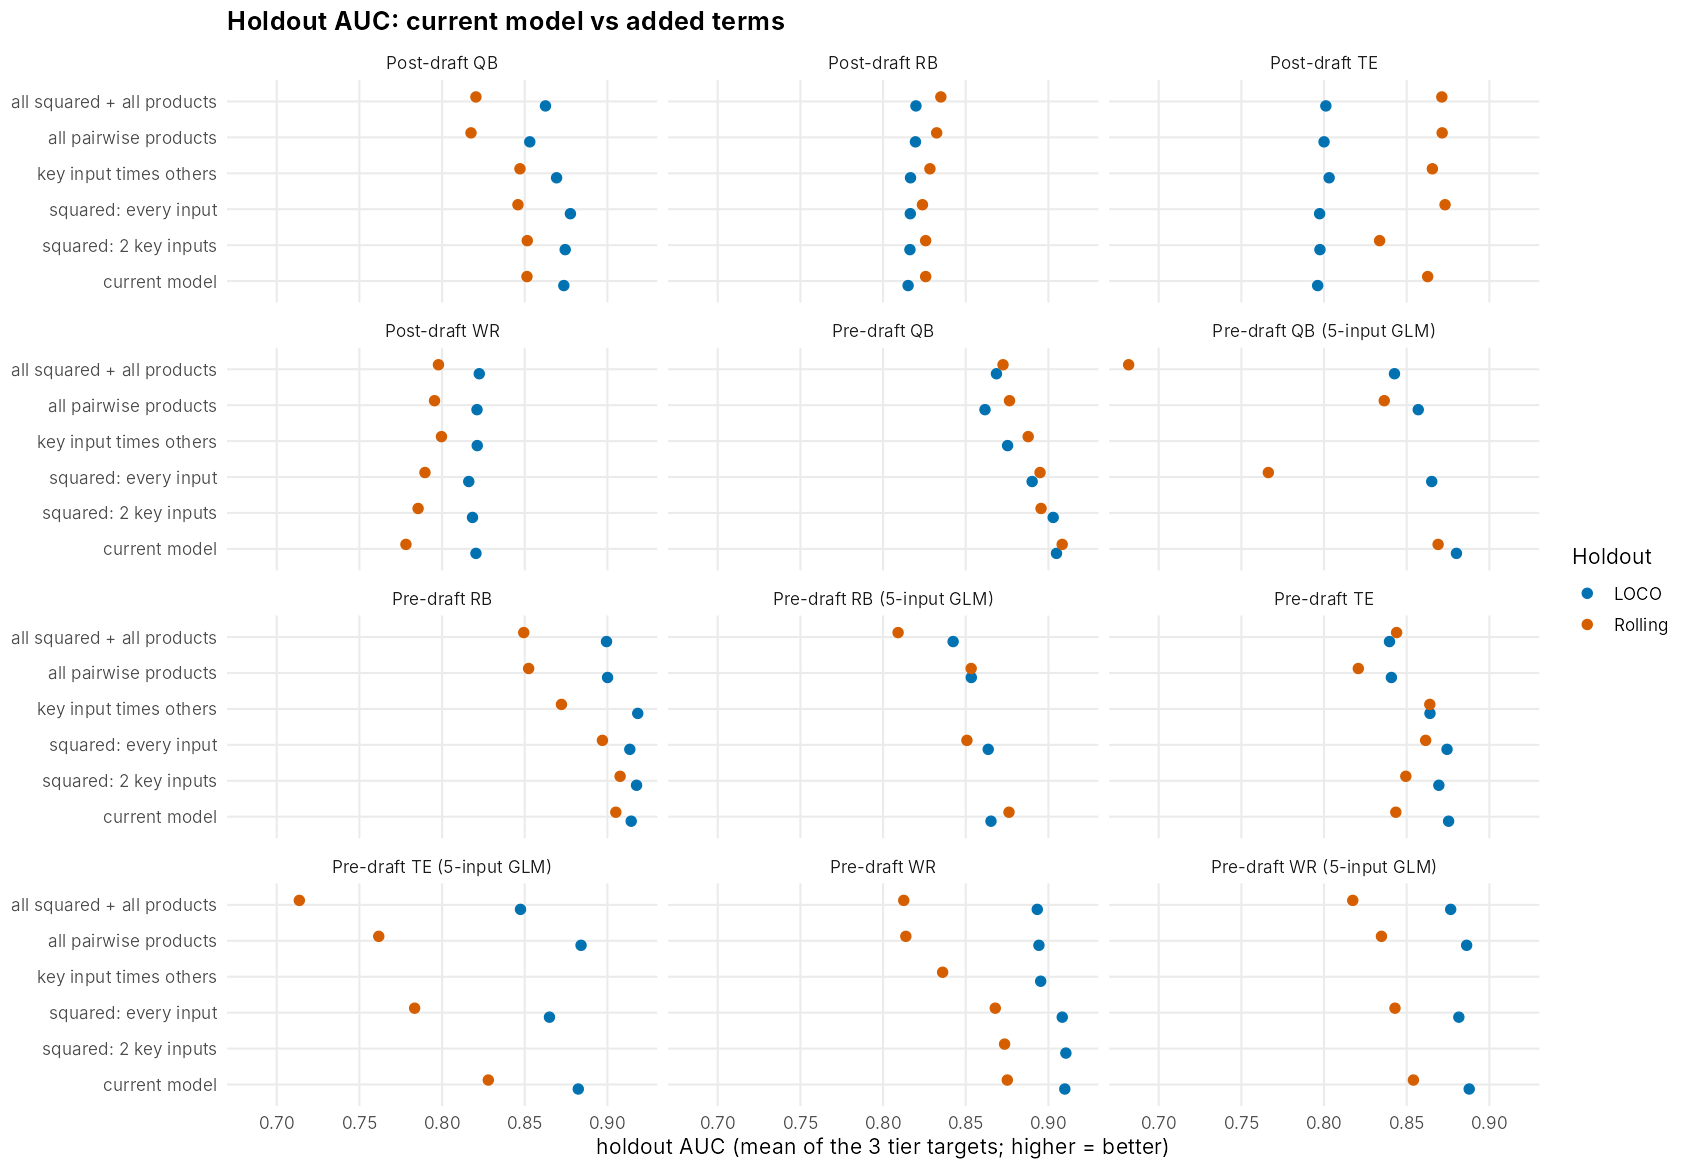 Holdout AUC: current model vs added terms
Post-draft QB
Post-draft RB
Post-draft TE
all squared + all products
all pairwise products
key input times others
squared: every input
squared: 2 key inputs
current model
Post-draft WR
Pre-draft QB
Pre-draft QB (5-input GLM)
all squared + all products
all pairwise products
key input times others
squared: every input
squared: 2 key inputs
current model
Pre-draft RB
Pre-draft RB (5-input GLM)
Pre-draft TE
all squared + all products
all pairwise products
key input times others
squared: every input
squared: 2 key inputs
current model
Pre-draft TE (5-input GLM)
Pre-draft WR
Pre-draft WR (5-input GLM)
all squared + all products
all pairwise products
key input times others
squared: every input
squared: 2 key inputs
current model
0.70 0.75 0.80 0.85 0.90
0.70 0.75 0.80 0.85 0.90
0.70 0.75 0.80 0.85 0.90
holdout AUC (mean of the 3 tier targets; higher = better)
Holdout
LOCO
Rolling